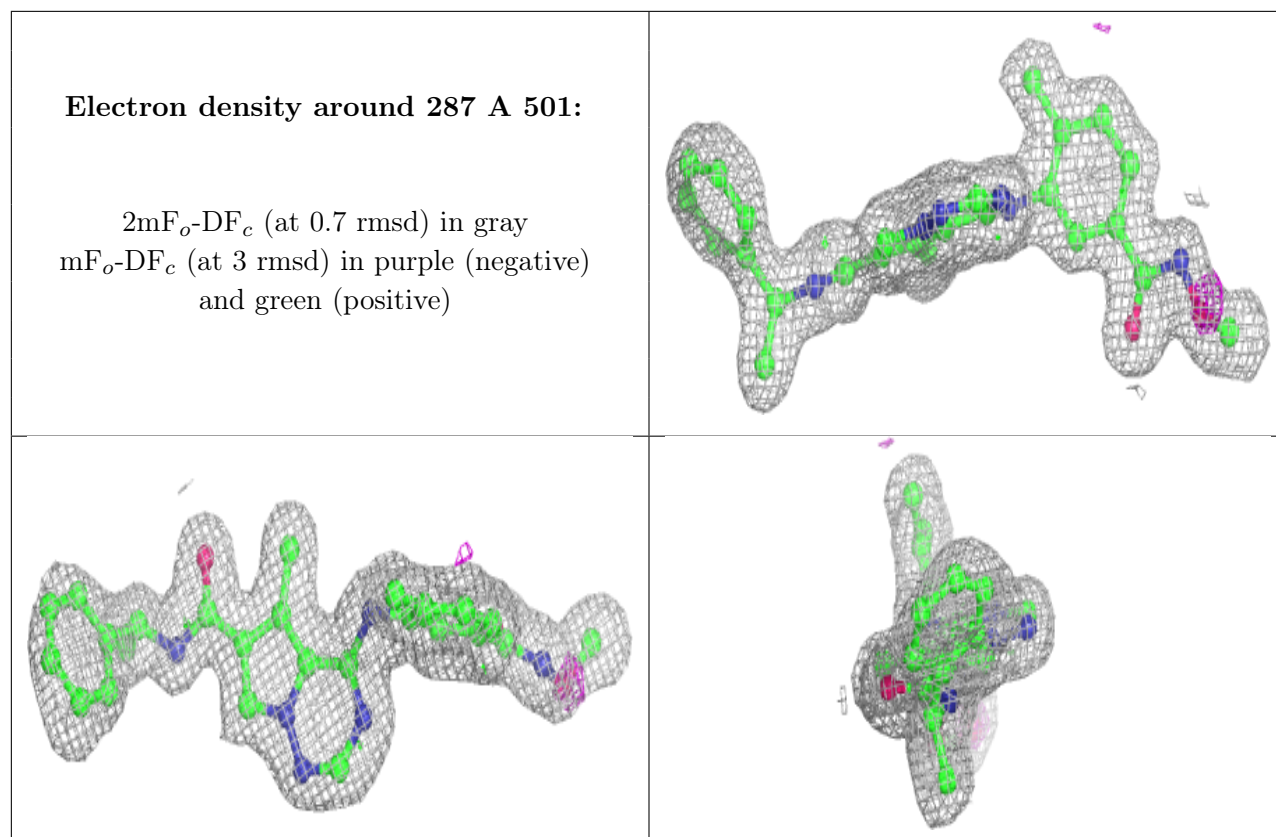 Electron density around 287 A 501:
2mFo-DFc (at 0.7 rmsd) in gray
mFo-DFc (at 3 rmsd) in purple (negative)
and green (positive)